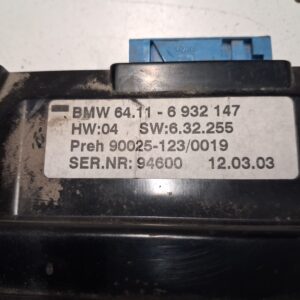 BMW 64.11 - 6 932 147
HW:04 SW:6.32.255
Preh 90025-123/0019
SER.NR: 94600 12.03.03